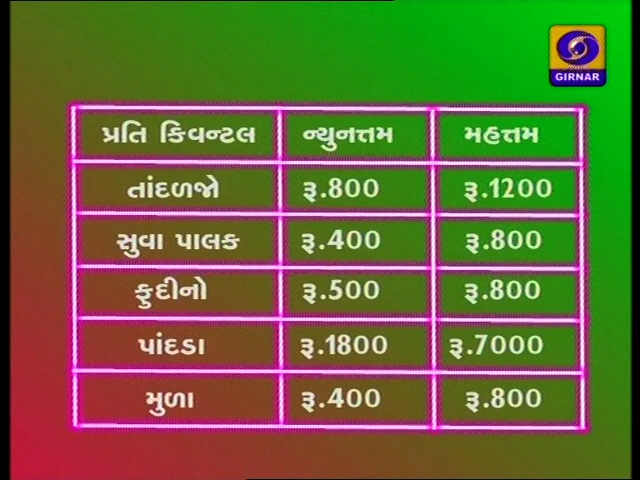 GIRNAR
પ્રતિ કિવન્ટલ ન્યુનત્તમ મહત્તમ
તાંદળજો રૂ.800 રૂ.1200
સુવા પાલક રૂ.400 રૂ.800
ફુદીનો રૂ.500 રૂ.800
પાંદડા રૂ.1800 રૂ.7000
મુળા રૂ.400 રૂ.800